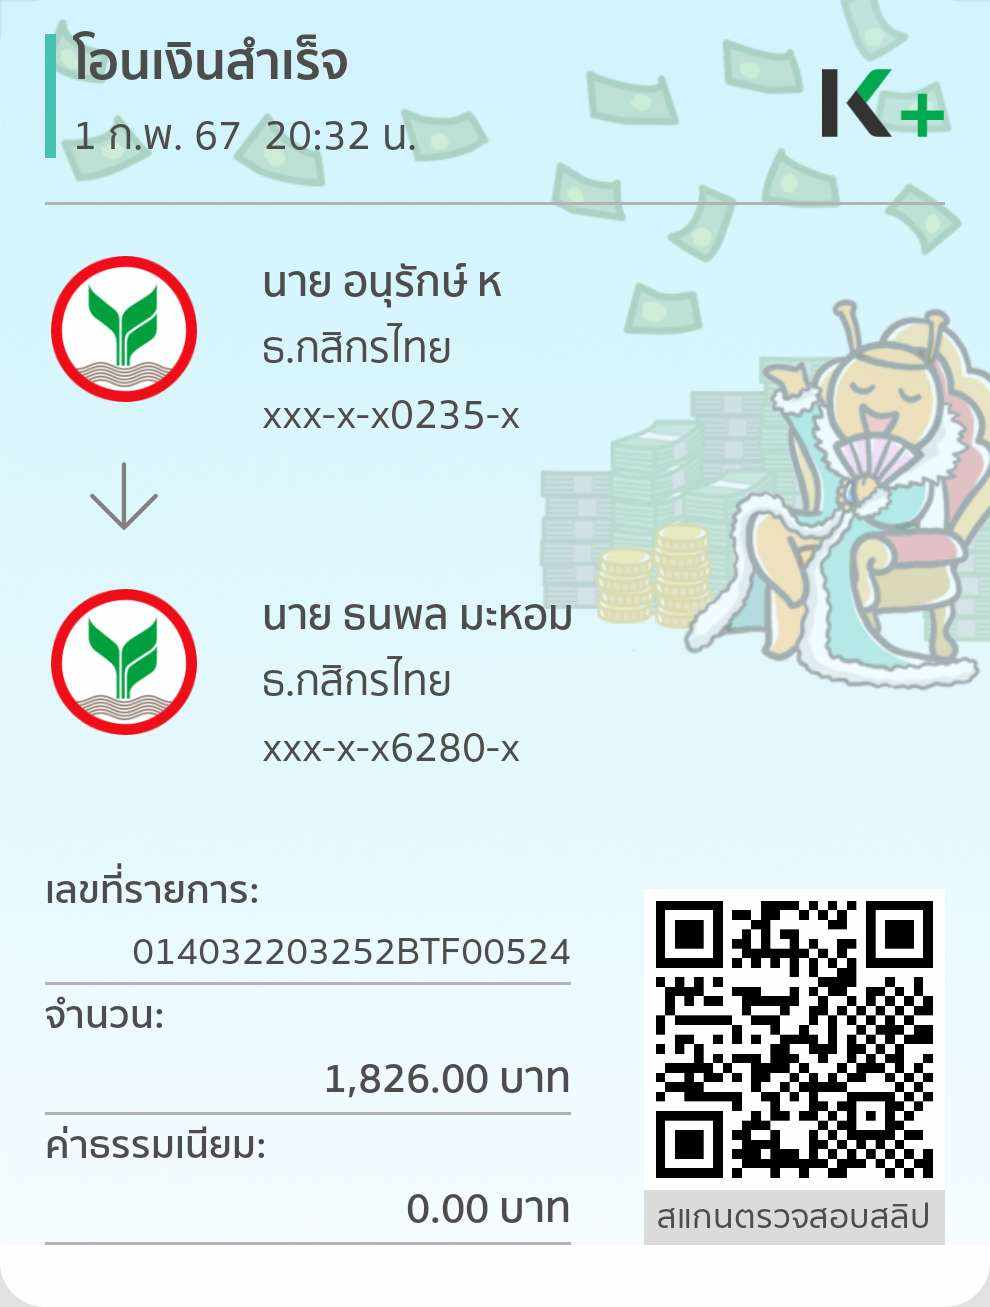 โอนเงินสำเร็จ
1 ก.พ. 67 20:32 น.
K+
นาย อนุรักษ์ ห
ธ.กสิกรไทย
xxx-x-x0235-x
นาย ธนพล มะหอม
ธ.กสิกรไทย
xxx-x-x6280-x
เลขที่รายการ:
014032203252BTF00524
จำนวน:
1,826.00 บาท
ค่าธรรมเนียม:
0.00 บาท
สแกนตรวจสอบสลิป